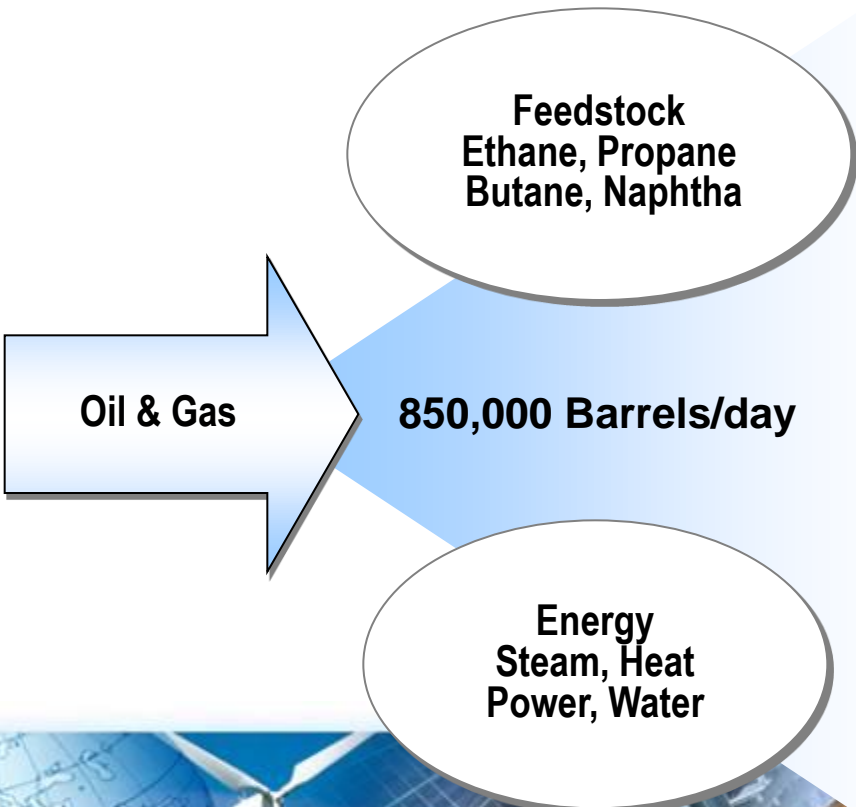 Feedstock
Ethane, Propane
Butane, Naphtha
Oil & Gas
850,000 Barrels/day
Energy
Steam, Heat
Power, Water